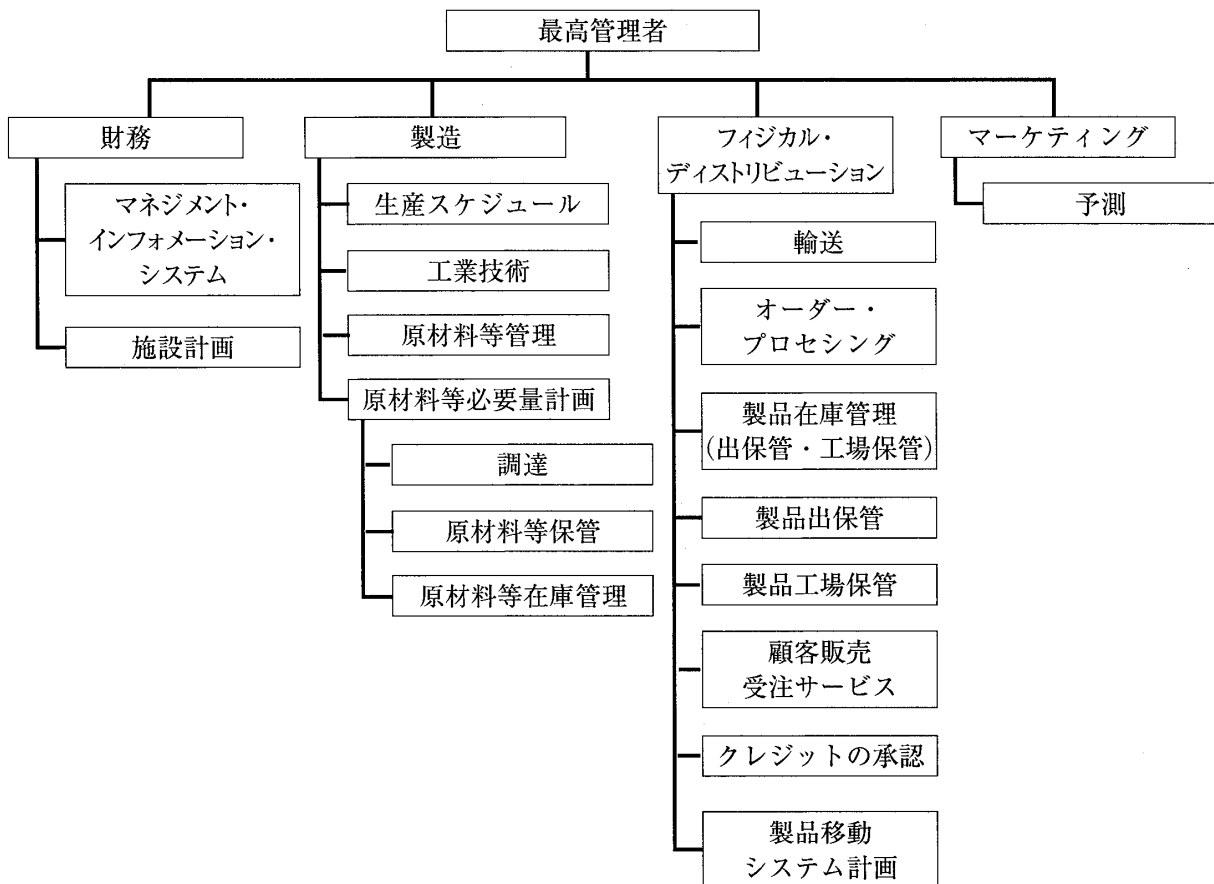 最高管理者
財務
マネジメント・
インフォメーション・
システム
施設計画
製造
生産スケジュール
工業技術
原材料等管理
原材料等必要量計画
調達
原材料等保管
原材料等在庫管理
フィジカル・
ディストリビューション
輸送
オーダー・
プロセシング
製品在庫管理
(出保管・工場保管)
製品出保管
製品工場保管
顧客販売
受注サービス
クレジットの承認
製品移動
システム計画
マーケティング
予測